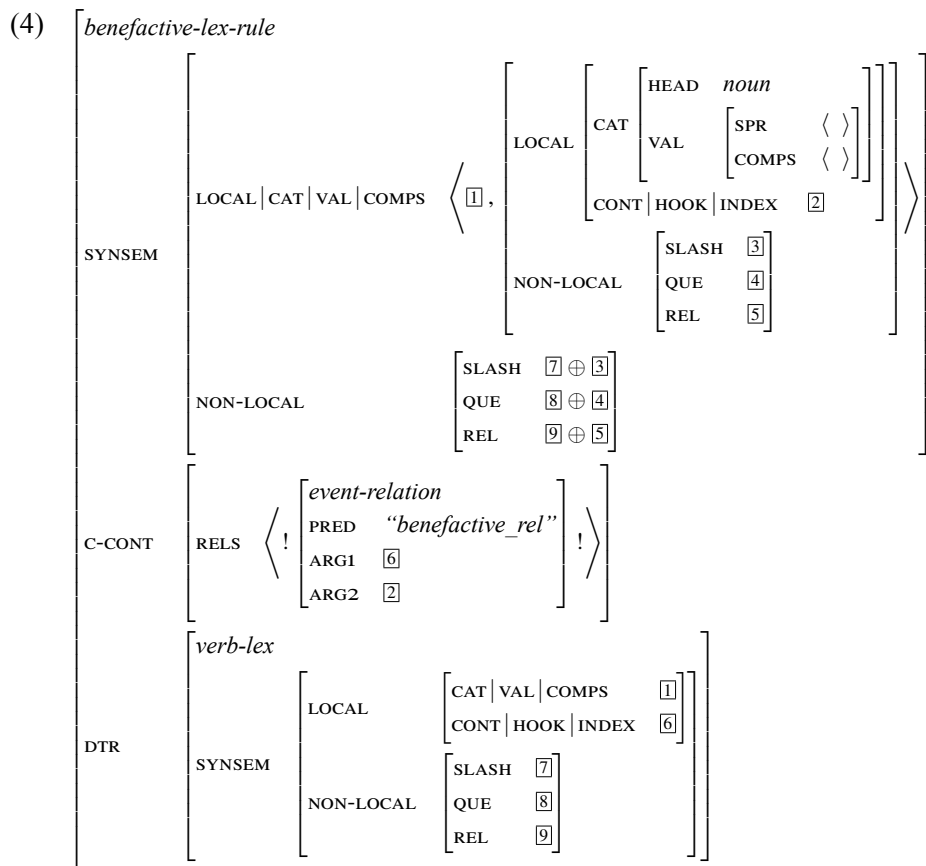 (4)
benefactive-lex-rule
HEAD noun
SPR ⟨ ⟩
CAT
LOCAL VAL
COMPS ⟨ ⟩
LOCAL|CAT|VAL|COMPS ⟨ 1 ,
CONT|HOOK|INDEX 2
SLASH 3
SYNSEM
NON-LOCAL QUE 4
REL 5
SLASH 7 ⊕ 3
NON-LOCAL QUE 8 ⊕ 4
REL 9 ⊕ 5
event-relation
PRED “benefactive_rel”
C-CONT RELS ⟨ ! ! ⟩
ARG1 6
ARG2 2
verb-lex
CAT|VAL|COMPS 1
LOCAL
CONT|HOOK|INDEX 6
DTR
SYNSEM
SLASH 7
NON-LOCAL QUE 8
REL 9